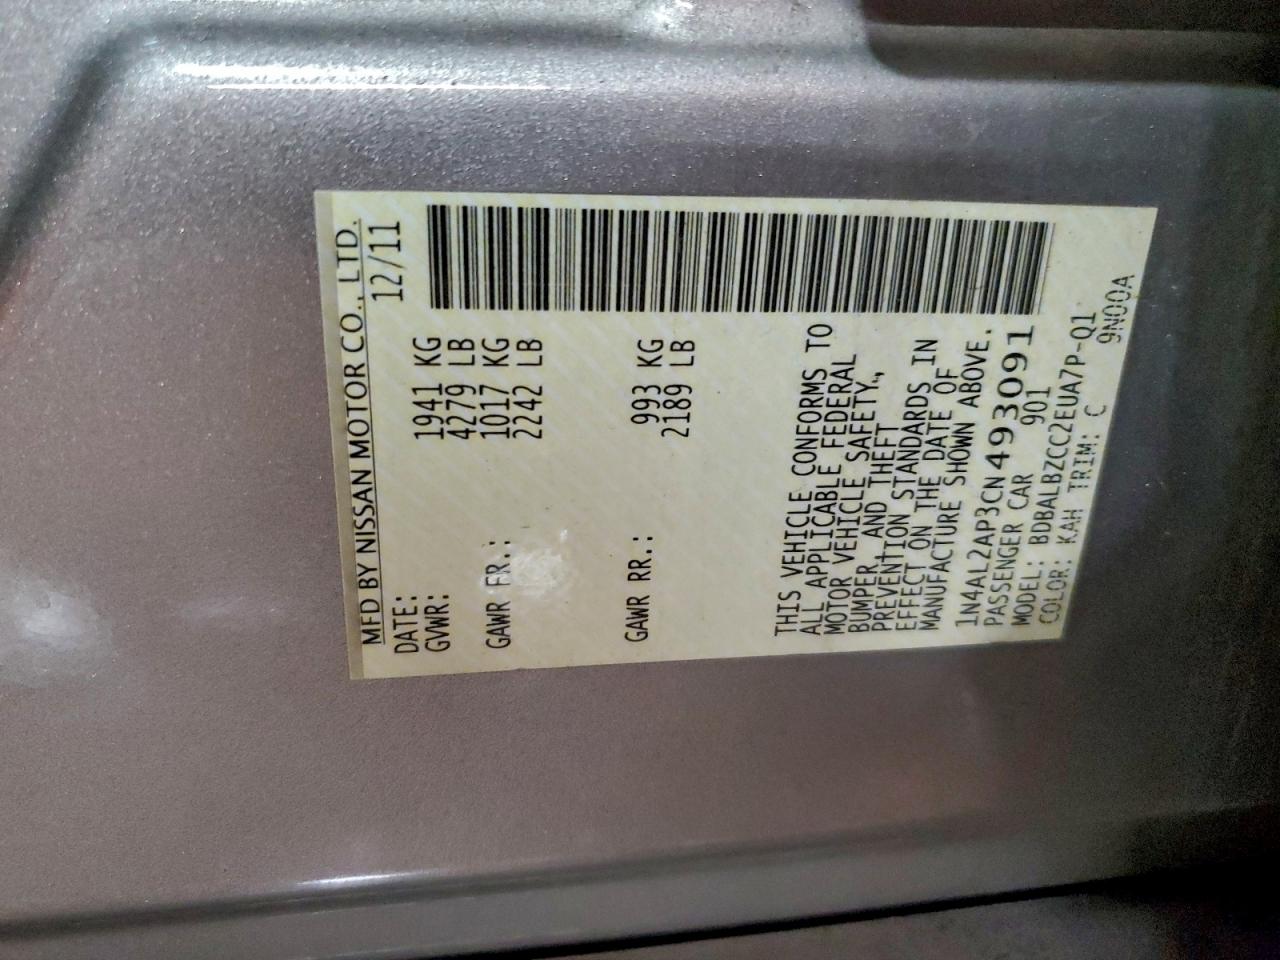 MFD BY NISSAN MOTOR CO., LTD.
DATE: 12/11
GVWR: 1941 KG
4279 LB
GAWR FR.: 1017 KG
2242 LB
GAWR RR.: 993 KG
2189 LB
THIS VEHICLE CONFORMS TO
ALL APPLICABLE FEDERAL
MOTOR VEHICLE SAFETY.,
BUMPER, AND THEFT
PREVENTION STANDARDS IN
EFFECT ON THE DATE OF
MANUFACTURE SHOWN ABOVE.
1N4AL2AP3CN493091
PASSENGER CAR 901
MODEL: BDBALBZCC2EUA7P-Q1
COLOR: KAH TRIM: C 9N00A